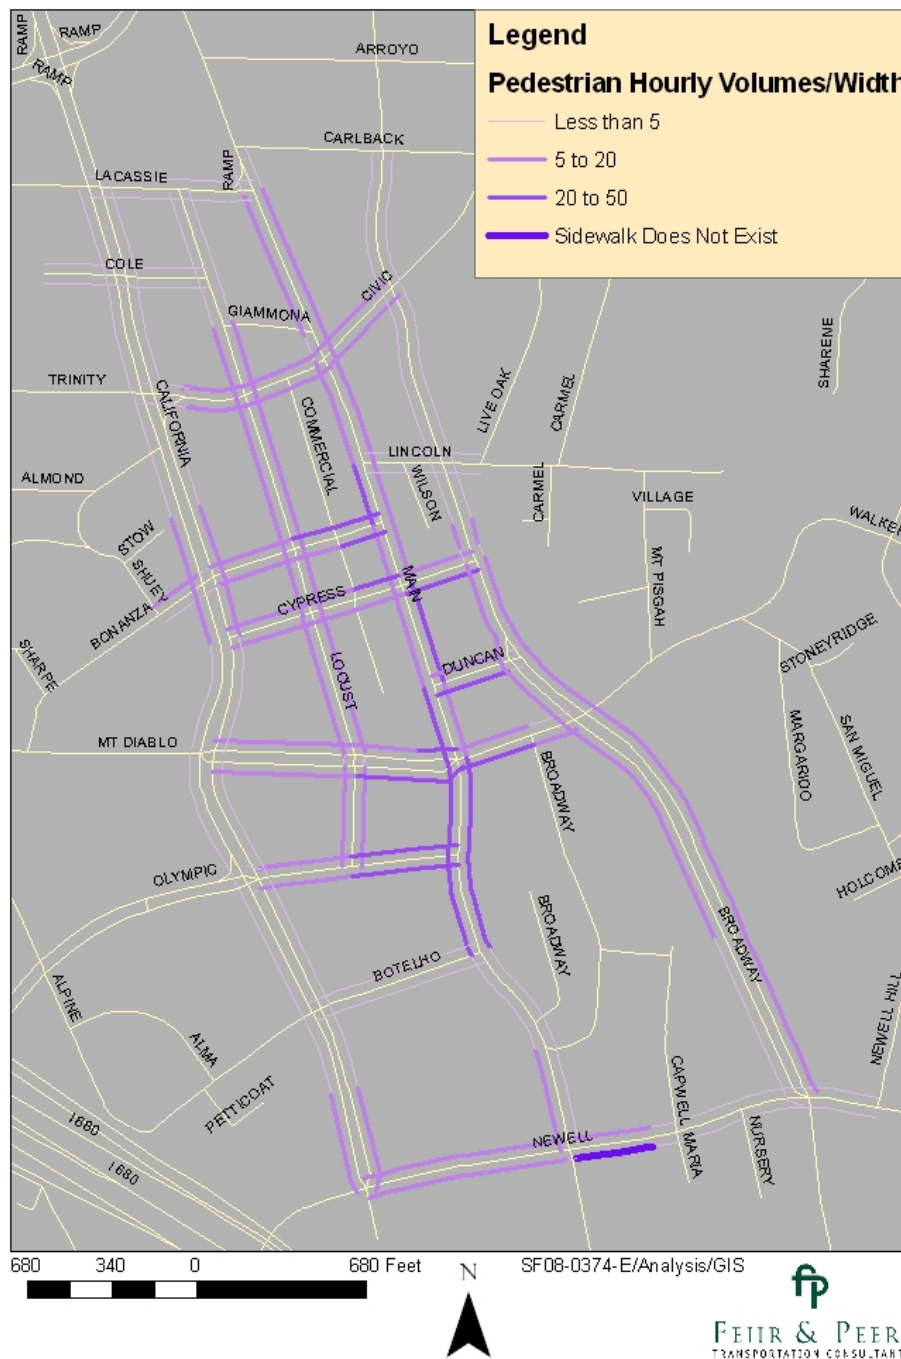 RAMP
RAMP
RAMP
ARROYO
Legend
Pedestrian Hourly Volumes/Width
Less than 5
5 to 20
20 to 50
Sidewalk Does Not Exist
CARLBACK
RAMP
LACASSIE
COLE
CIVIC
GIAMMONA
TRINITY
CALIFORNIA
COMMERCIAL
LIVE OAK
CARMEL
SHARENE
LINCOLN
ALMOND
WILSON
CARMEL
VILLAGE
WALKER
STOW
SHUEY
MT PISGAH
BONANZA
CYPRESS
MAIN
SHARPE
LOCUST
DUNCAN
STONEYRIDGE
MT DIABLO
MARGARIDO
SAN MIGUEL
BROADWAY
OLYMPIC
HOLCOMB
BROADWAY
BROADWAY
BOTELHO
ALPINE
NEWELL HILL
ALMA
PETTICOAT
CAPWELL MARIA
NURSERY
NEWELL
1680
1680
680 340 0 680 Feet
N
SF08-0374-E/Analysis/GIS
fp
FEHR & PEER
TRANSPORTATION CONSULTANT